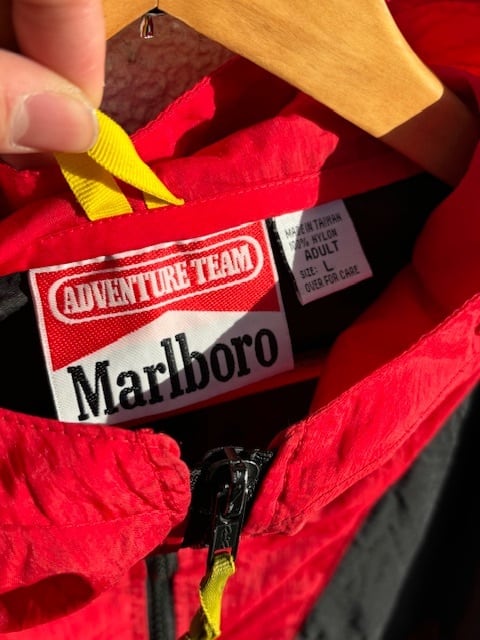 ADVENTURE TEAM
Marlboro
MADE IN TAIWAN
100% NYLON
ADULT
SIZE: L
OVER FOR CARE